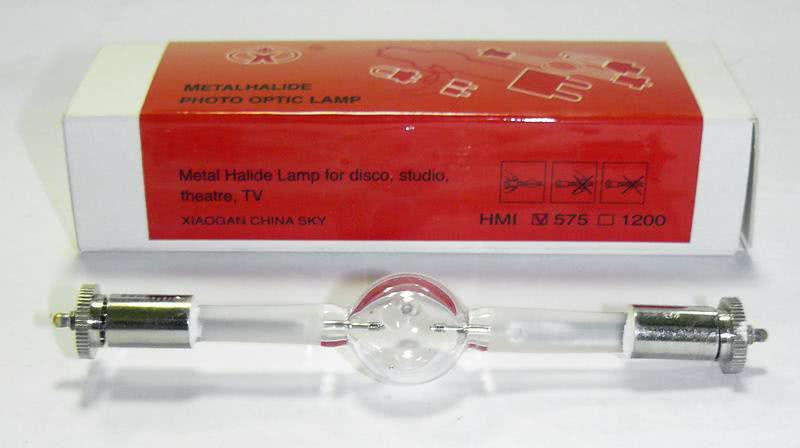 METALHALIDE
PHOTO OPTIC LAMP
Metal Halide Lamp for disco, studio,
theatre, TV
XIAOGAN CHINA SKY
HMI ☑ 575 ☐ 1200